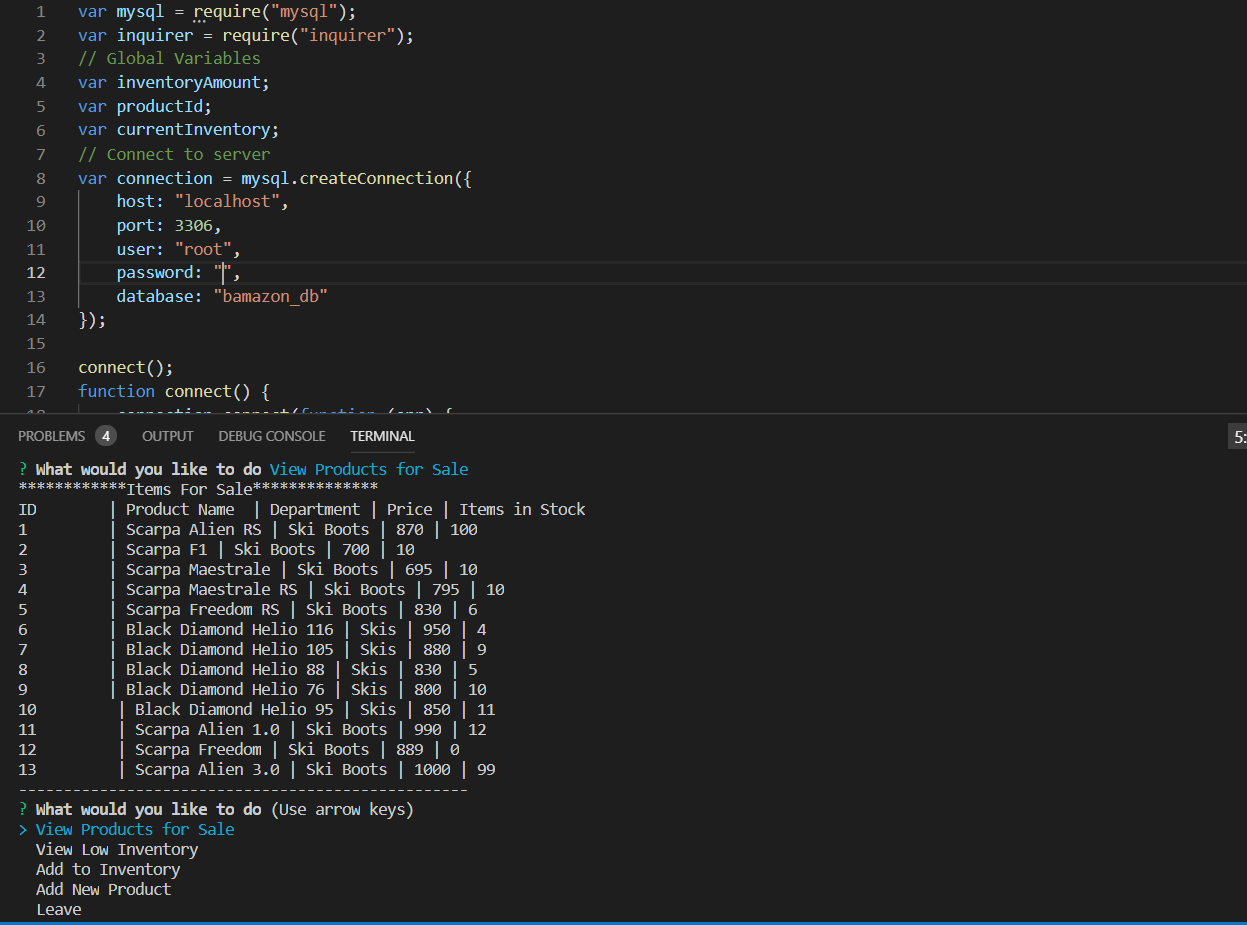 1 var mysql = require("mysql");
2 var inquirer = require("inquirer");
3 // Global Variables
4 var inventoryAmount;
5 var productId;
6 var currentInventory;
7 // Connect to server
8 var connection = mysql.createConnection({
9 host: "localhost",
10 port: 3306,
11 user: "root",
12 password: "",
13 database: "bamazon_db"
14 });
15
16 connect();
17 function connect() {
18 connection.connect(function (err) {
PROBLEMS 4 OUTPUT DEBUG CONSOLE TERMINAL 5:
? What would you like to do View Products for Sale
************Items For Sale**************
ID | Product Name | Department | Price | Items in Stock
1 | Scarpa Alien RS | Ski Boots | 870 | 100
2 | Scarpa F1 | Ski Boots | 700 | 10
3 | Scarpa Maestrale | Ski Boots | 695 | 10
4 | Scarpa Maestrale RS | Ski Boots | 795 | 10
5 | Scarpa Freedom RS | Ski Boots | 830 | 6
6 | Black Diamond Helio 116 | Skis | 950 | 4
7 | Black Diamond Helio 105 | Skis | 880 | 9
8 | Black Diamond Helio 88 | Skis | 830 | 5
9 | Black Diamond Helio 76 | Skis | 800 | 10
10 | Black Diamond Helio 95 | Skis | 850 | 11
11 | Scarpa Alien 1.0 | Ski Boots | 990 | 12
12 | Scarpa Freedom | Ski Boots | 889 | 0
13 | Scarpa Alien 3.0 | Ski Boots | 1000 | 99
--------------------------------------------------
? What would you like to do (Use arrow keys)
> View Products for Sale
View Low Inventory
Add to Inventory
Add New Product
Leave